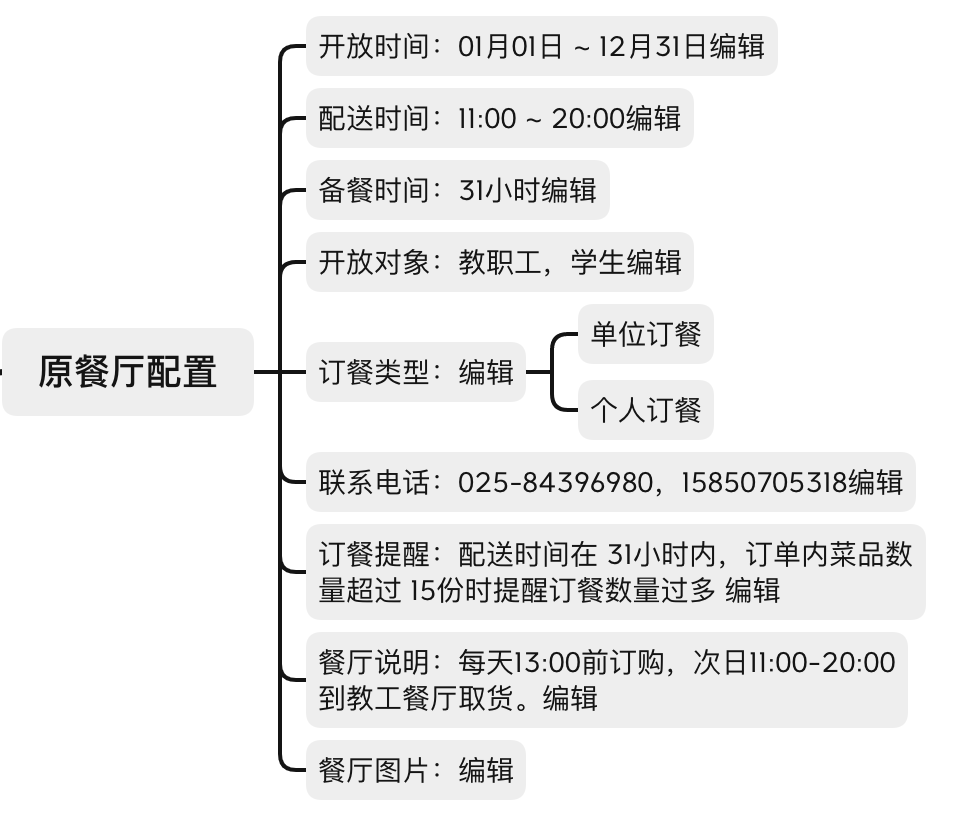 开放时间：01月01日 ~ 12月31日编辑
配送时间：11:00 ~ 20:00编辑
备餐时间：31小时编辑
开放对象：教职工，学生编辑
原餐厅配置
订餐类型：编辑
单位订餐
个人订餐
联系电话：025-84396980，15850705318编辑
订餐提醒：配送时间在 31小时内，订单内菜品数
量超过 15份时提醒订餐数量过多 编辑
餐厅说明：每天13:00前订购，次日11:00-20:00
到教工餐厅取货。编辑
餐厅图片：编辑